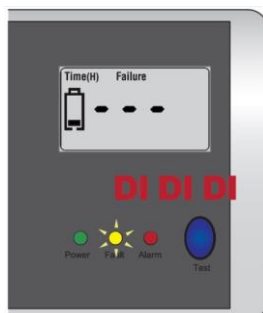 Time(H) Failure
- - -
DI DI DI
Power Fault Alarm
Test